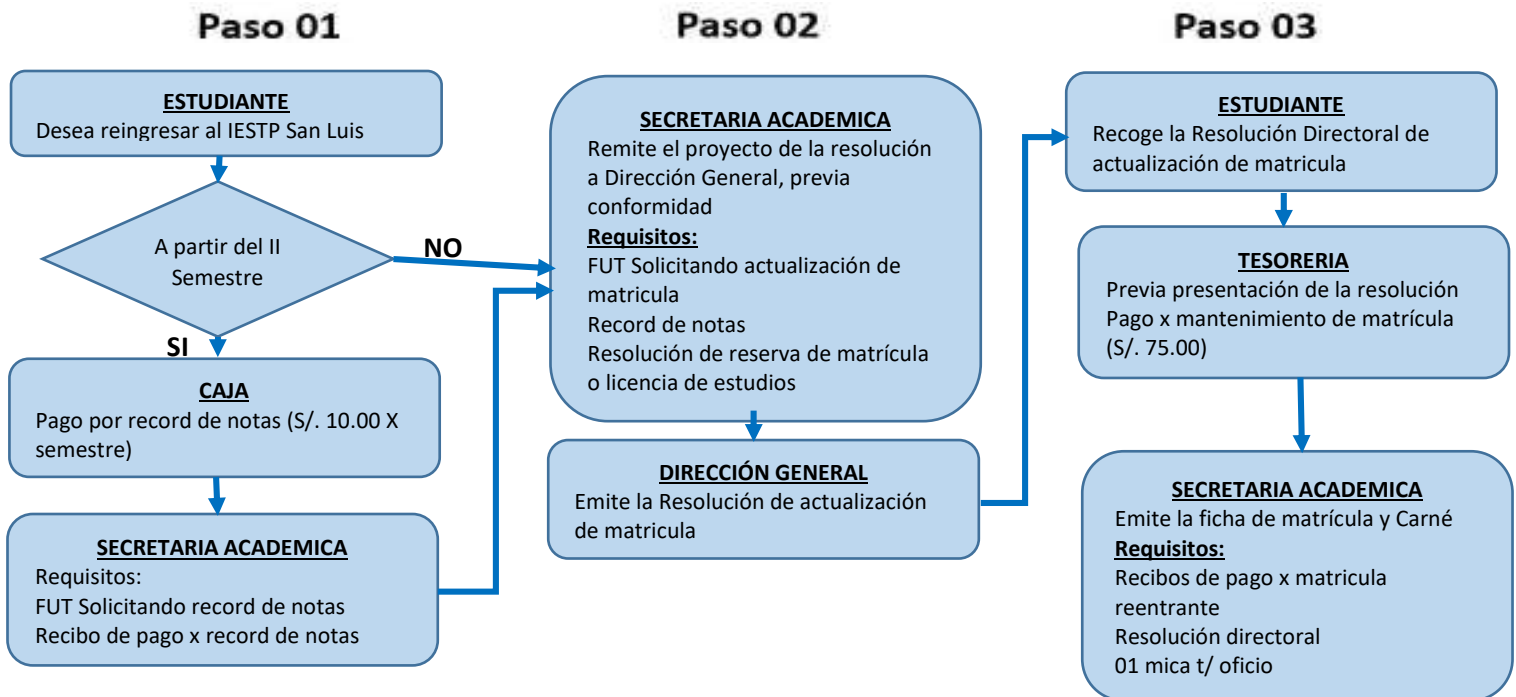 Paso 01
ESTUDIANTE
Desea reingresar al IESTP San Luis
A partir del II
Semestre
NO
SI
CAJA
Pago por record de notas (S/. 10.00 X
semestre)
SECRETARIA ACADEMICA
Requisitos:
FUT Solicitando record de notas
Recibo de pago x record de notas
Paso 02
SECRETARIA ACADEMICA
Remite el proyecto de la resolución
a Dirección General, previa
conformidad
Requisitos:
FUT Solicitando actualización de
matricula
Record de notas
Resolución de reserva de matrícula
o licencia de estudios
DIRECCIÓN GENERAL
Emite la Resolución de actualización
de matricula
Paso 03
ESTUDIANTE
Recoge la Resolución Directoral de
actualización de matricula
TESORERIA
Previa presentación de la resolución
Pago x mantenimiento de matrícula
(S/. 75.00)
SECRETARIA ACADEMICA
Emite la ficha de matrícula y Carné
Requisitos:
Recibos de pago x matricula
reentrante
Resolución directoral
01 mica t/ oficio